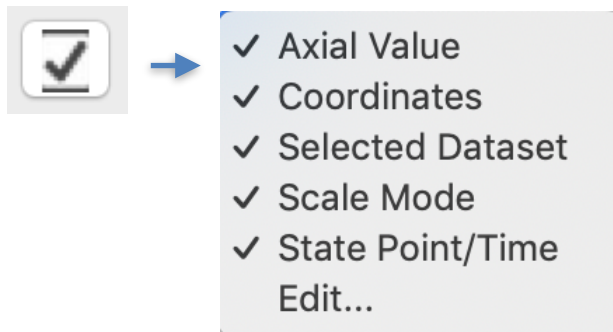 Axial Value
Coordinates
Selected Dataset
Scale Mode
State Point/Time
Edit...